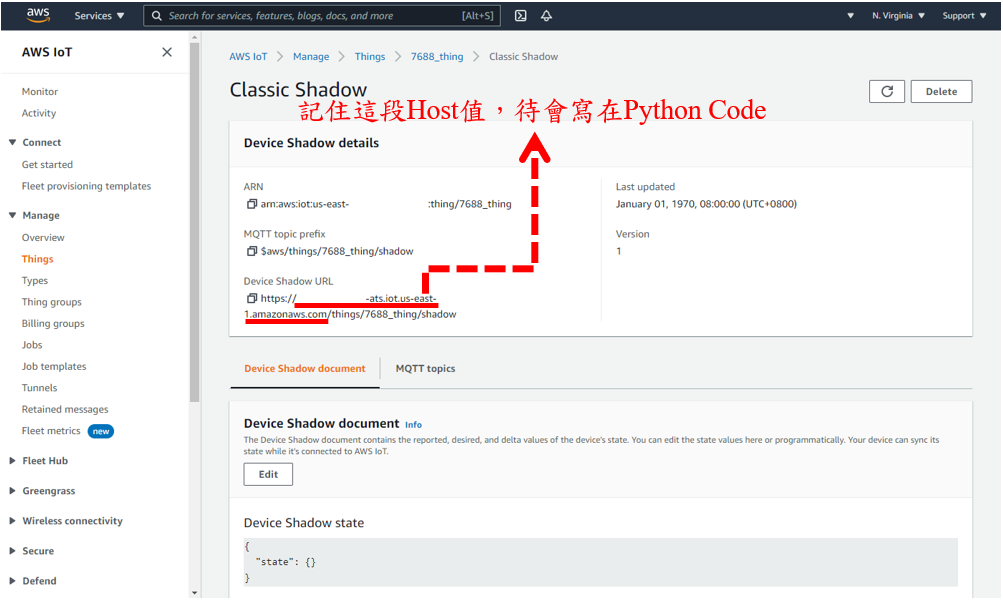 aws Services ▼ Search for services, features, blogs, docs, and more [Alt+S] ▼ N. Virginia ▼ Support ▼
AWS IoT
Monitor
Activity
Connect
Get started
Fleet provisioning templates
Manage
Overview
Things
Types
Thing groups
Billing groups
Jobs
Job templates
Tunnels
Retained messages
Fleet metrics new
Fleet Hub
Greengrass
Wireless connectivity
Secure
Defend
AWS IoT > Manage > Things > 7688_thing > Classic Shadow
Classic Shadow
Delete
記住這段Host值，待會寫在Python Code
Device Shadow details
ARN
arn:aws:iot:us-east- :thing/7688_thing
MQTT topic prefix
$aws/things/7688_thing/shadow
Device Shadow URL
https:// -ats.iot.us-east-
1.amazonaws.com/things/7688_thing/shadow
Last updated
January 01, 1970, 08:00:00 (UTC+0800)
Version
1
Device Shadow document
MQTT topics
Device Shadow document Info
The Device Shadow document contains the reported, desired, and delta values of the device's state. You can edit the state values here or programmatically. Your device can sync its
state while it's connected to AWS IoT.
Edit
Device Shadow state
{
"state": {}
}